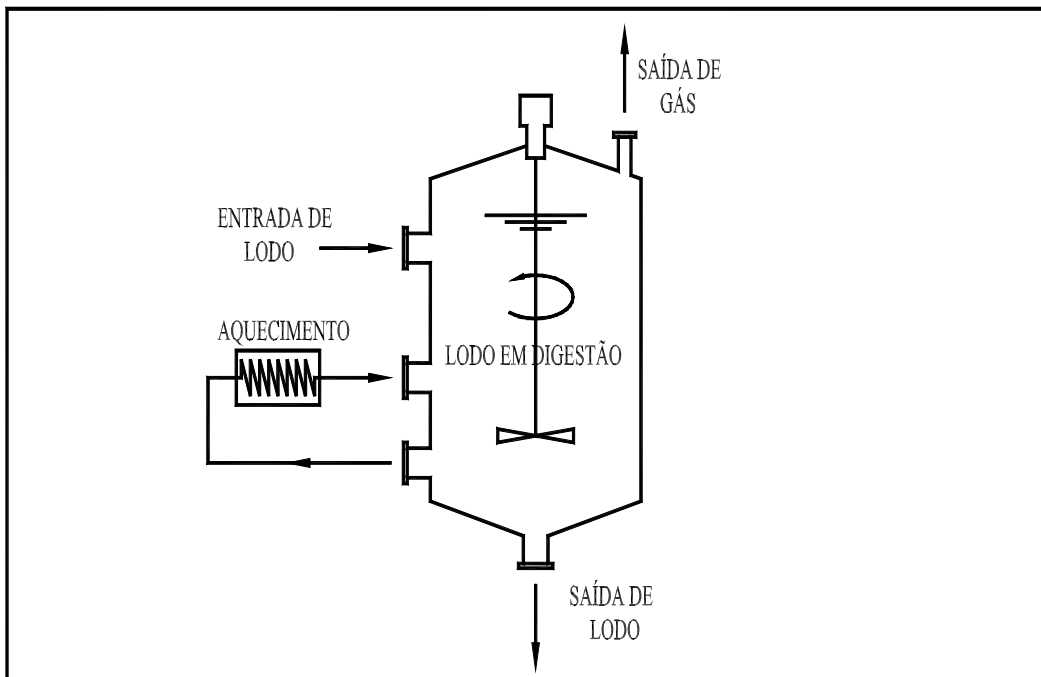 SAÍDA DE
GÁS
ENTRADA DE
LODO
AQUECIMENTO
LODO EM DIGESTÃO
SAÍDA DE
LODO